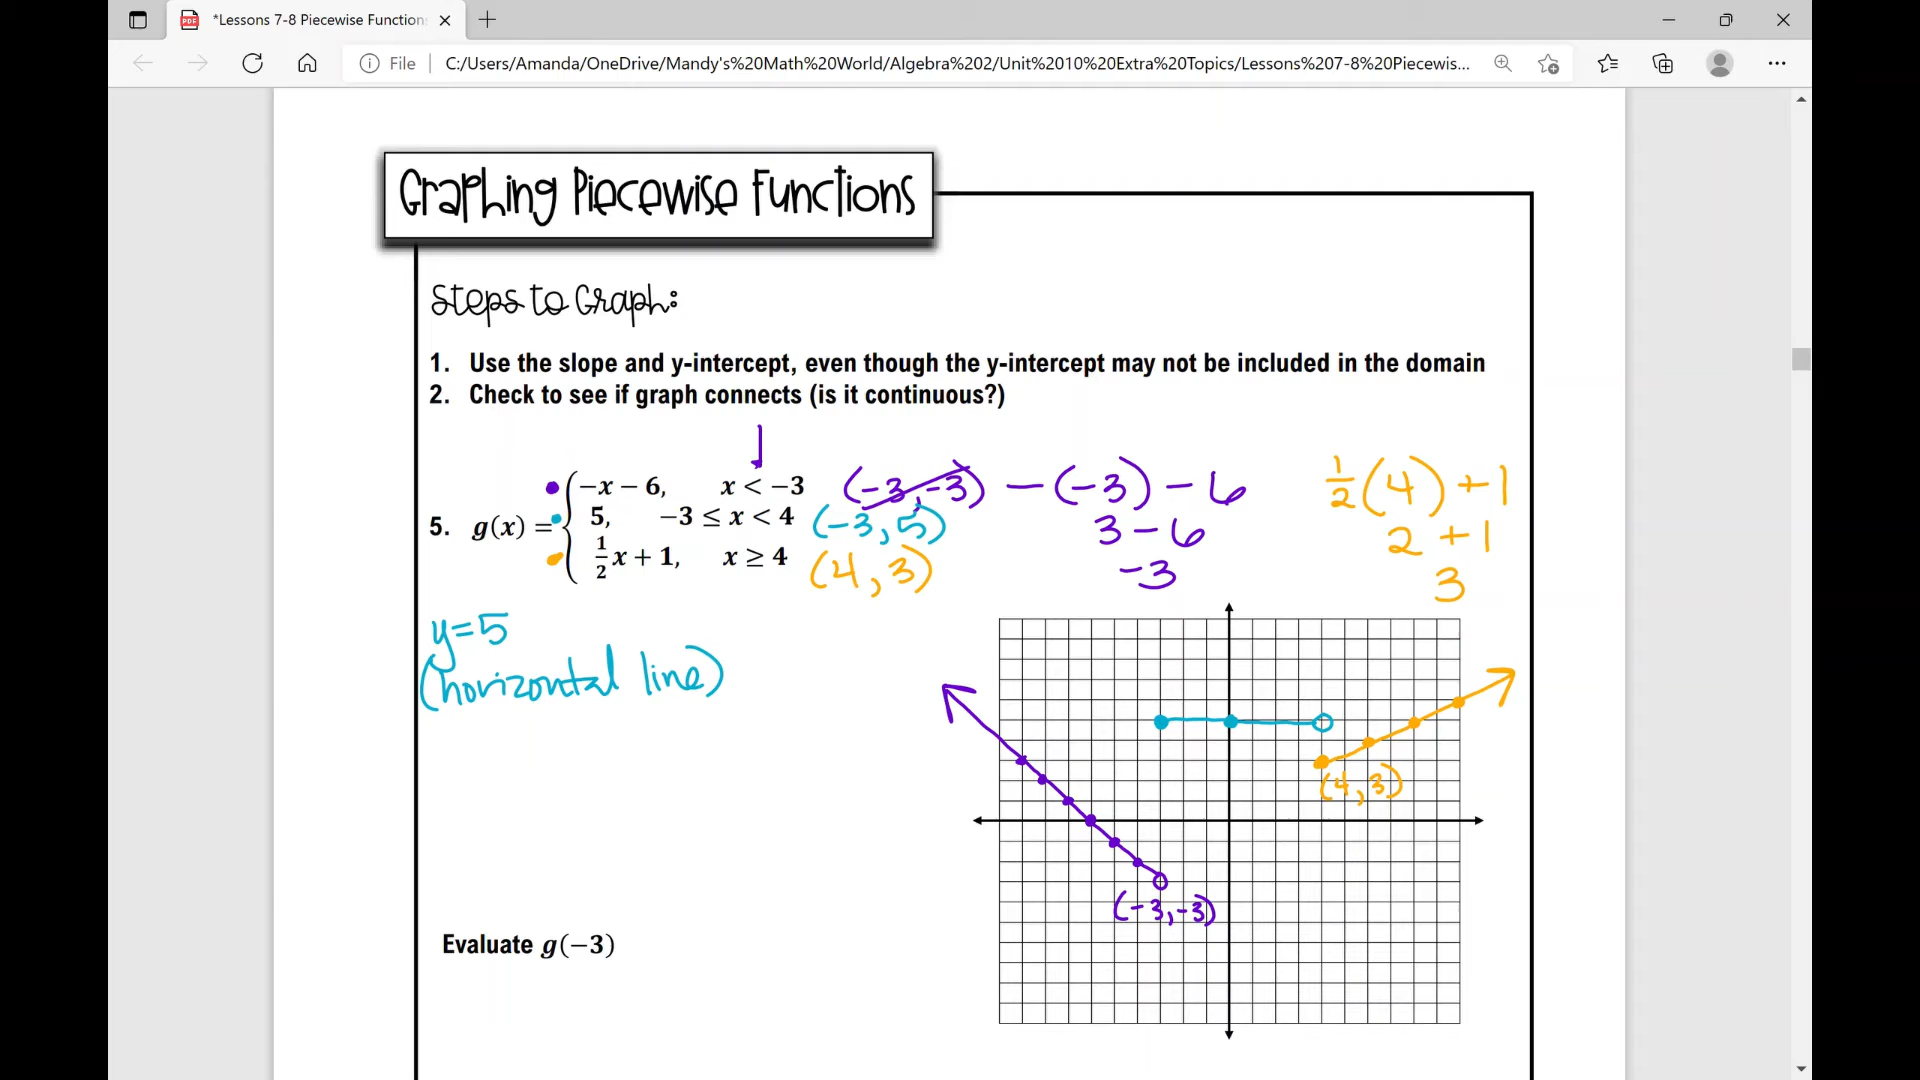 *Lessons 7-8 Piecewise Function
File
C:/Users/Amanda/OneDrive/Mandy's%20Math%20World/Algebra%202/Unit%2010%20Extra%20Topics/Lessons%207-8%20Piecewis...
Graphing Piecewise Functions
Steps to Graph:
1. Use the slope and y-intercept, even though the y-intercept may not be included in the domain
2. Check to see if graph connects (is it continuous?)
5. g(x) = { −x − 6, x < −3
5, −3 ≤ x < 4
1/2 x + 1, x ≥ 4
(-3,-3)
(-3, 5)
(4, 3)
-(-3)-6
3-6
-3
1/2(4)+1
2+1
3
y=5
(horizontal line)
(4, 3)
(-3,-3)
Evaluate g(−3)